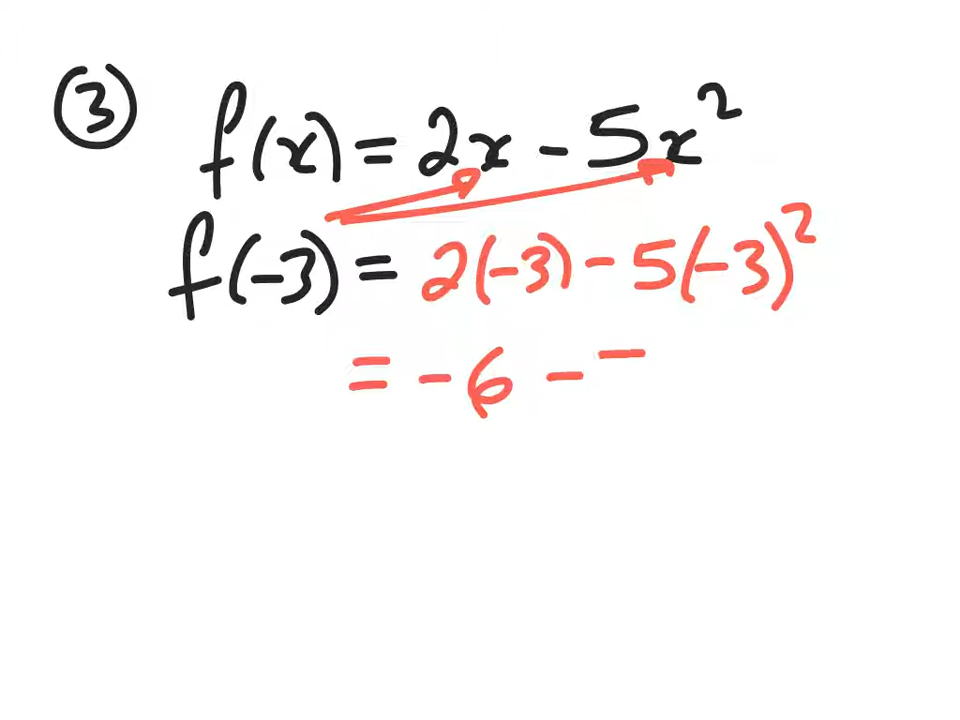 ③ f(x) = 2x - 5x²
f(-3) = 2(-3) - 5(-3)²
= -6 - ‾